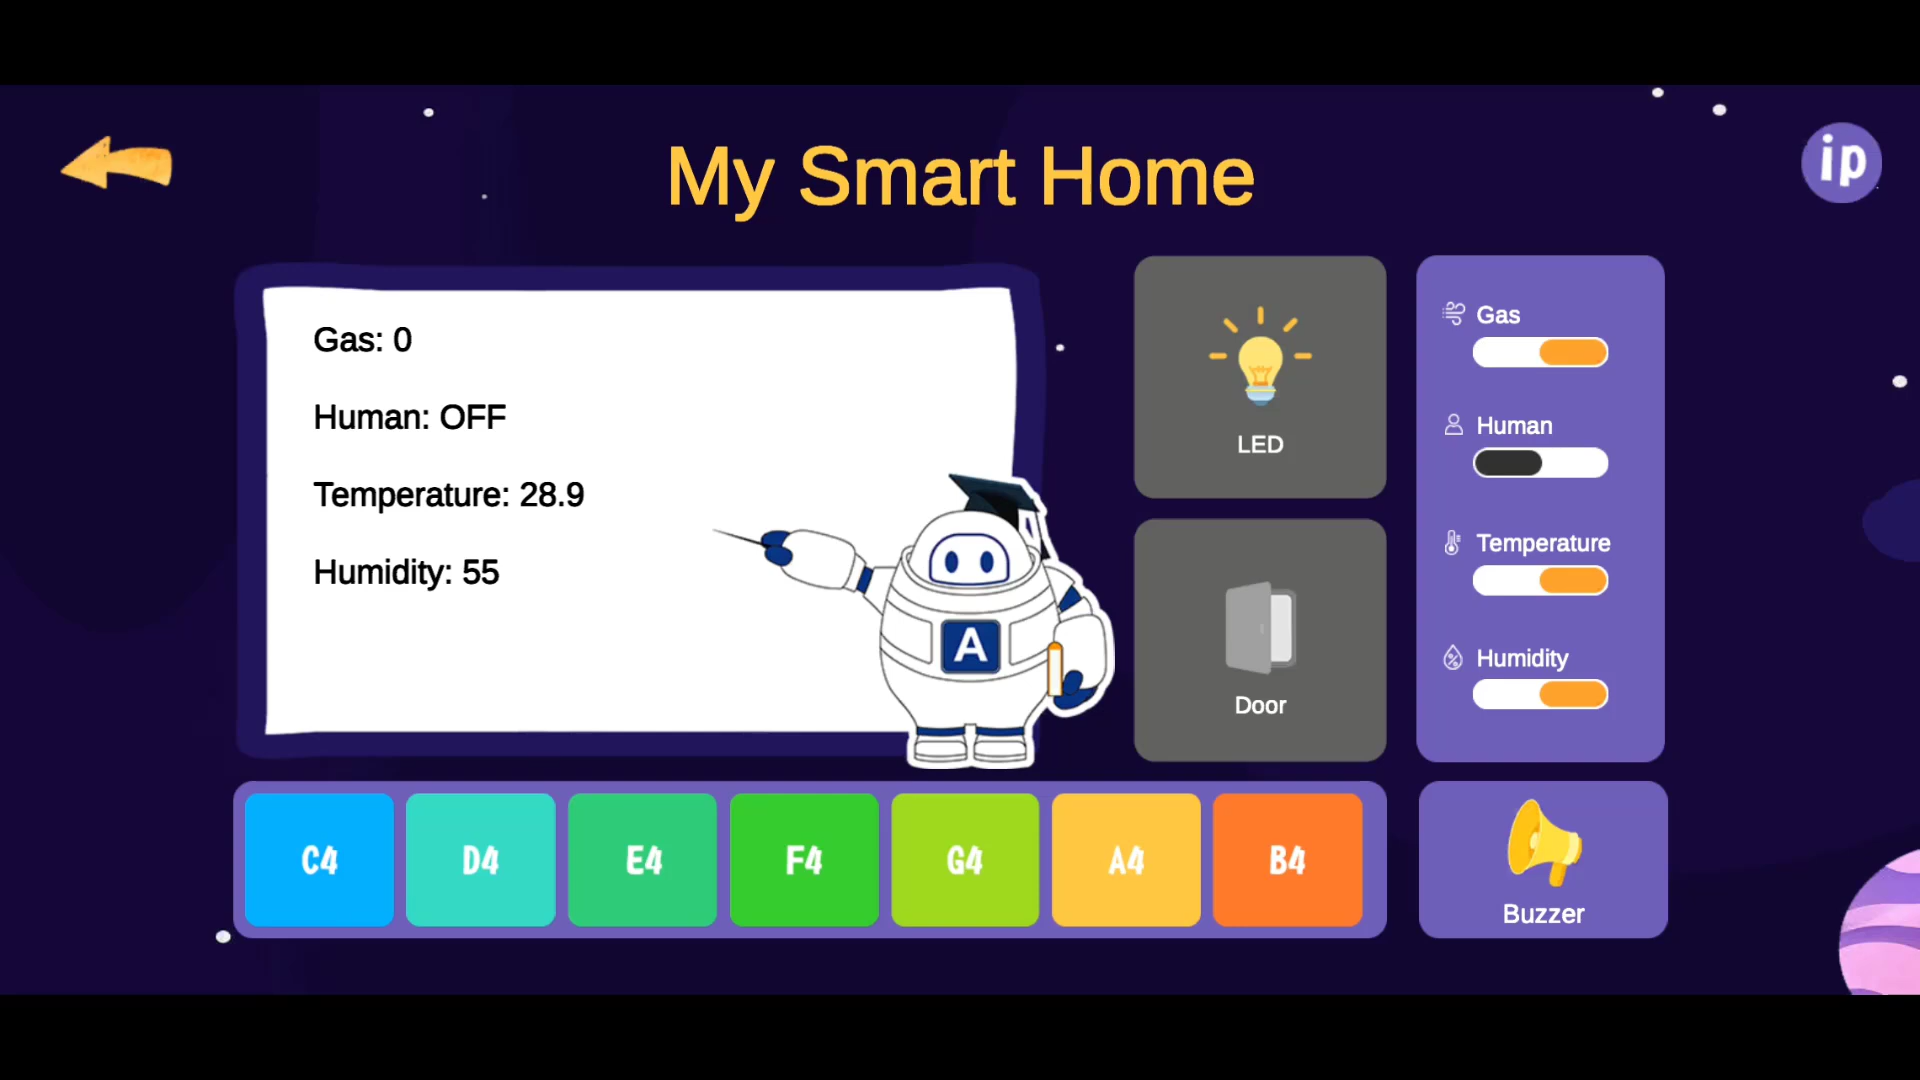 My Smart Home
ip
Gas: 0
Human: OFF
Temperature: 28.9
Humidity: 55
A
LED
Door
Gas
Human
Temperature
Humidity
C4
D4
E4
F4
G4
A4
B4
Buzzer